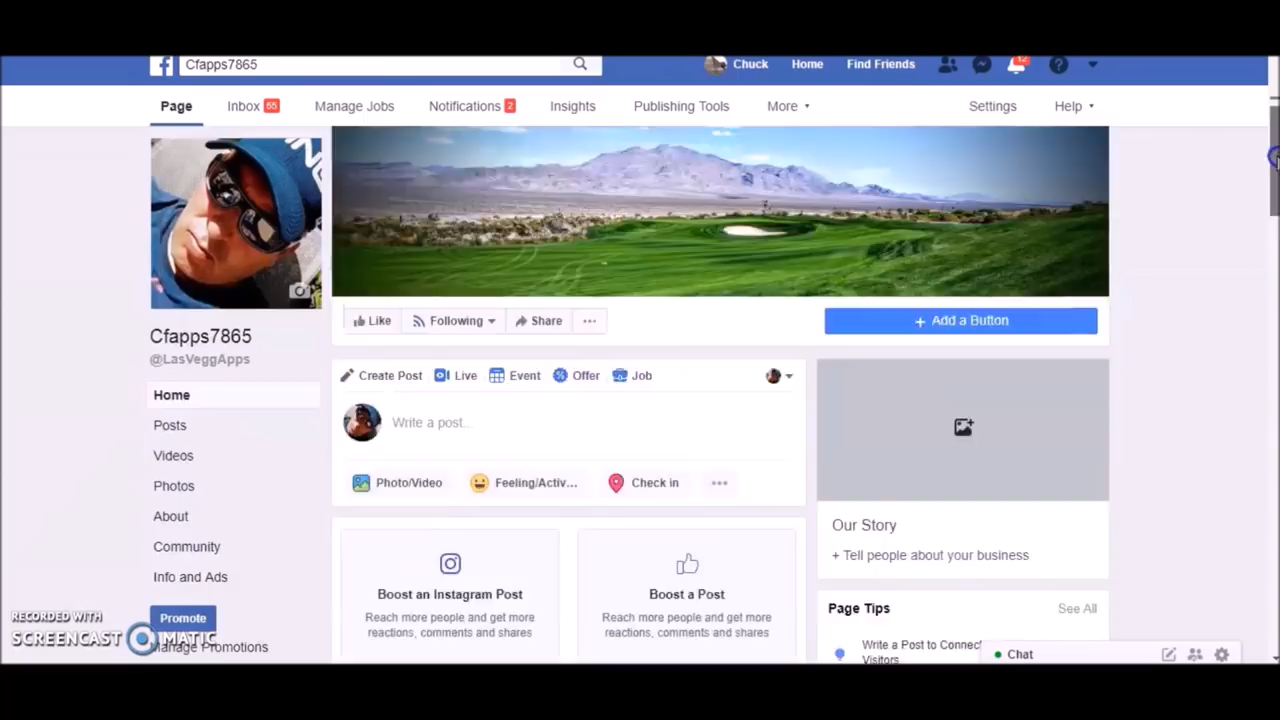 Cfapps7865
Chuck Home Find Friends 12
Page Inbox 55 Manage Jobs Notifications 2 Insights Publishing Tools More Settings Help
Cfapps7865
@LasVeggApps
Like Following Share
+ Add a Button
Create Post Live Event Offer Job
Write a post...
Photo/Video Feeling/Activ... Check in
Home
Posts
Videos
Photos
About
Community
Info and Ads
Promote
Manage Promotions
Boost an Instagram Post
Reach more people and get more
reactions, comments and shares
Boost a Post
Reach more people and get more
reactions, comments and shares
Our Story
+ Tell people about your business
Page Tips See All
Write a Post to Connec
Visitors
Chat
RECORDED WITH
SCREENCAST MATIC